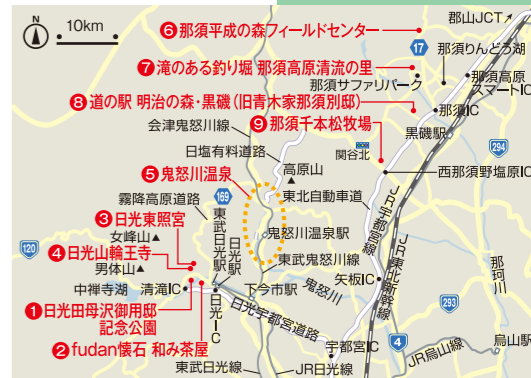 N
10km
郡山JCT
❻那須平成の森フィールドセンター
17
那須りんどう湖
❼滝のある釣り堀 那須高原清流の里
那須サファリパーク
那須高原
スマートIC
❽道の駅 明治の森・黒磯(旧青木家那須別邸)
那須IC
会津鬼怒川線
❾那須千本松牧場
黒磯駅
日塩有料道路
関谷北
294
高原山
❺鬼怒川温泉
西那須野塩原IC
霧降高原道路
169
東北自動車道
JR宇都宮線
❸日光東照宮
東武日光駅
日光駅
鬼怒川温泉駅
120
女峰山
❹日光山輪王寺
東武鬼怒川線
JR東北新幹線
那珂川
男体山
下今市駅
鬼怒川
矢板IC
中禅寺湖
清滝IC
日光IC
293
❶日光田母沢御用邸
記念公園
日光宇都宮道路
4
烏山駅
❷fudan懐石 和み茶屋
宇都宮IC
JR烏山線
東武日光線
JR日光線